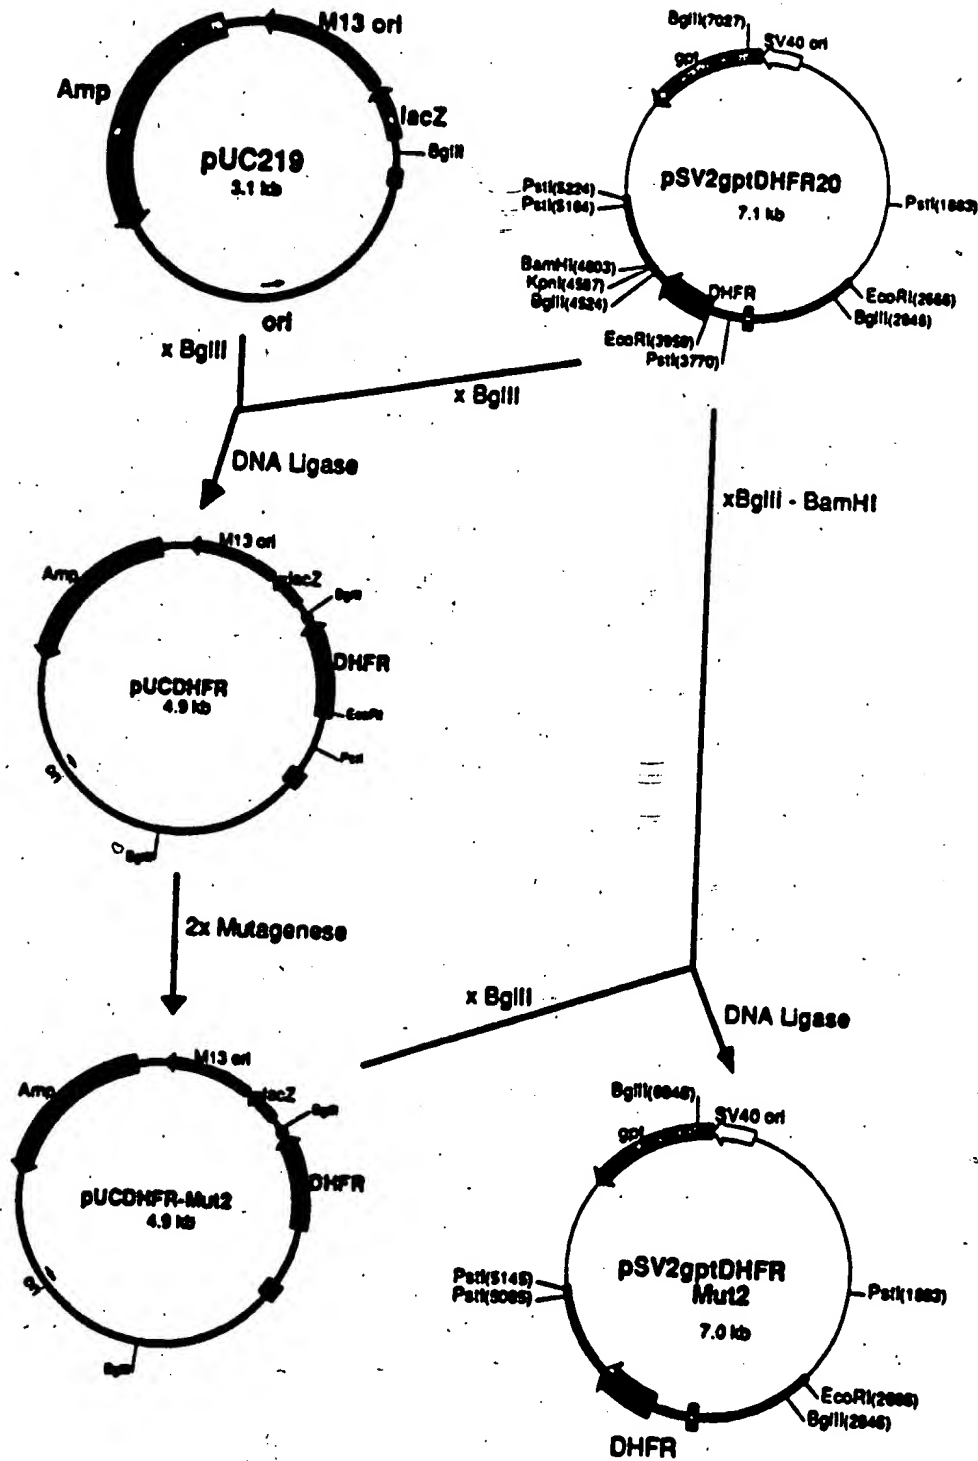 M13 ori
Amp
lacZ
BglII
pUC219
3.1 kb
ori
BglII(7027)
SV40 ori
gpt
pSV2gptDHFR20
7.1 kb
PstI(5224)
PstI(5164)
PstI(1883)
BamHI(4603)
KpnI(4587)
BglII(4524)
DHFR
EcoRI(2666)
BglII(2846)
EcoRI(3959)
PstI(3770)
x BglII
x BglII
DNA Ligase
xBglII - BamHI
M13 ori
Amp
lacZ
BglII
DHFR
pUCDHFR
4.9 kb
EcoRI
PstI
ori
BglII
2x Mutagenese
x BglII
DNA Ligase
M13 ori
Amp
lacZ
BglII
DHFR
pUCDHFR-Mut2
4.9 kb
ori
BglII
BglII(6945)
SV40 ori
gpt
pSV2gptDHFR
Mut2
7.0 kb
PstI(5145)
PstI(5085)
PstI(1883)
EcoRI(2666)
BglII(2846)
DHFR